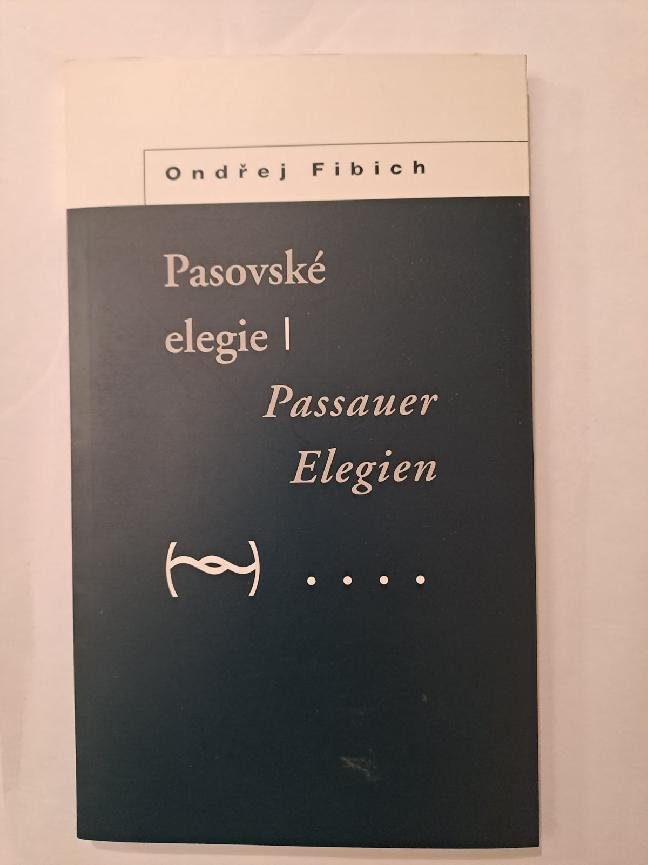 Ondřej Fibich
Pasovské
elegie |
Passauer
Elegien